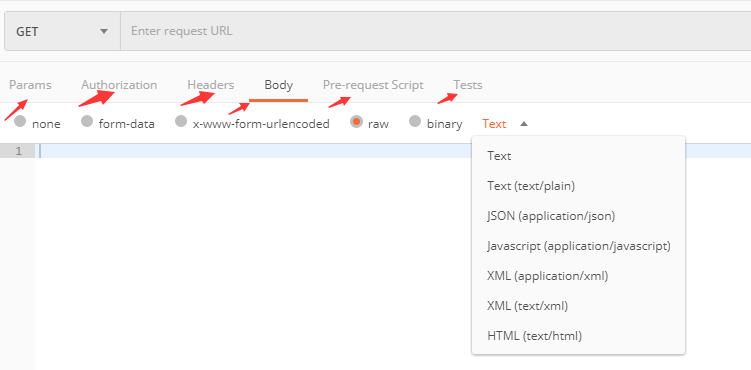 GET Enter request URL
Params Authorization Headers Body Pre-request Script Tests
none form-data x-www-form-urlencoded raw binary Text
1
Text
Text (text/plain)
JSON (application/json)
Javascript (application/javascript)
XML (application/xml)
XML (text/xml)
HTML (text/html)